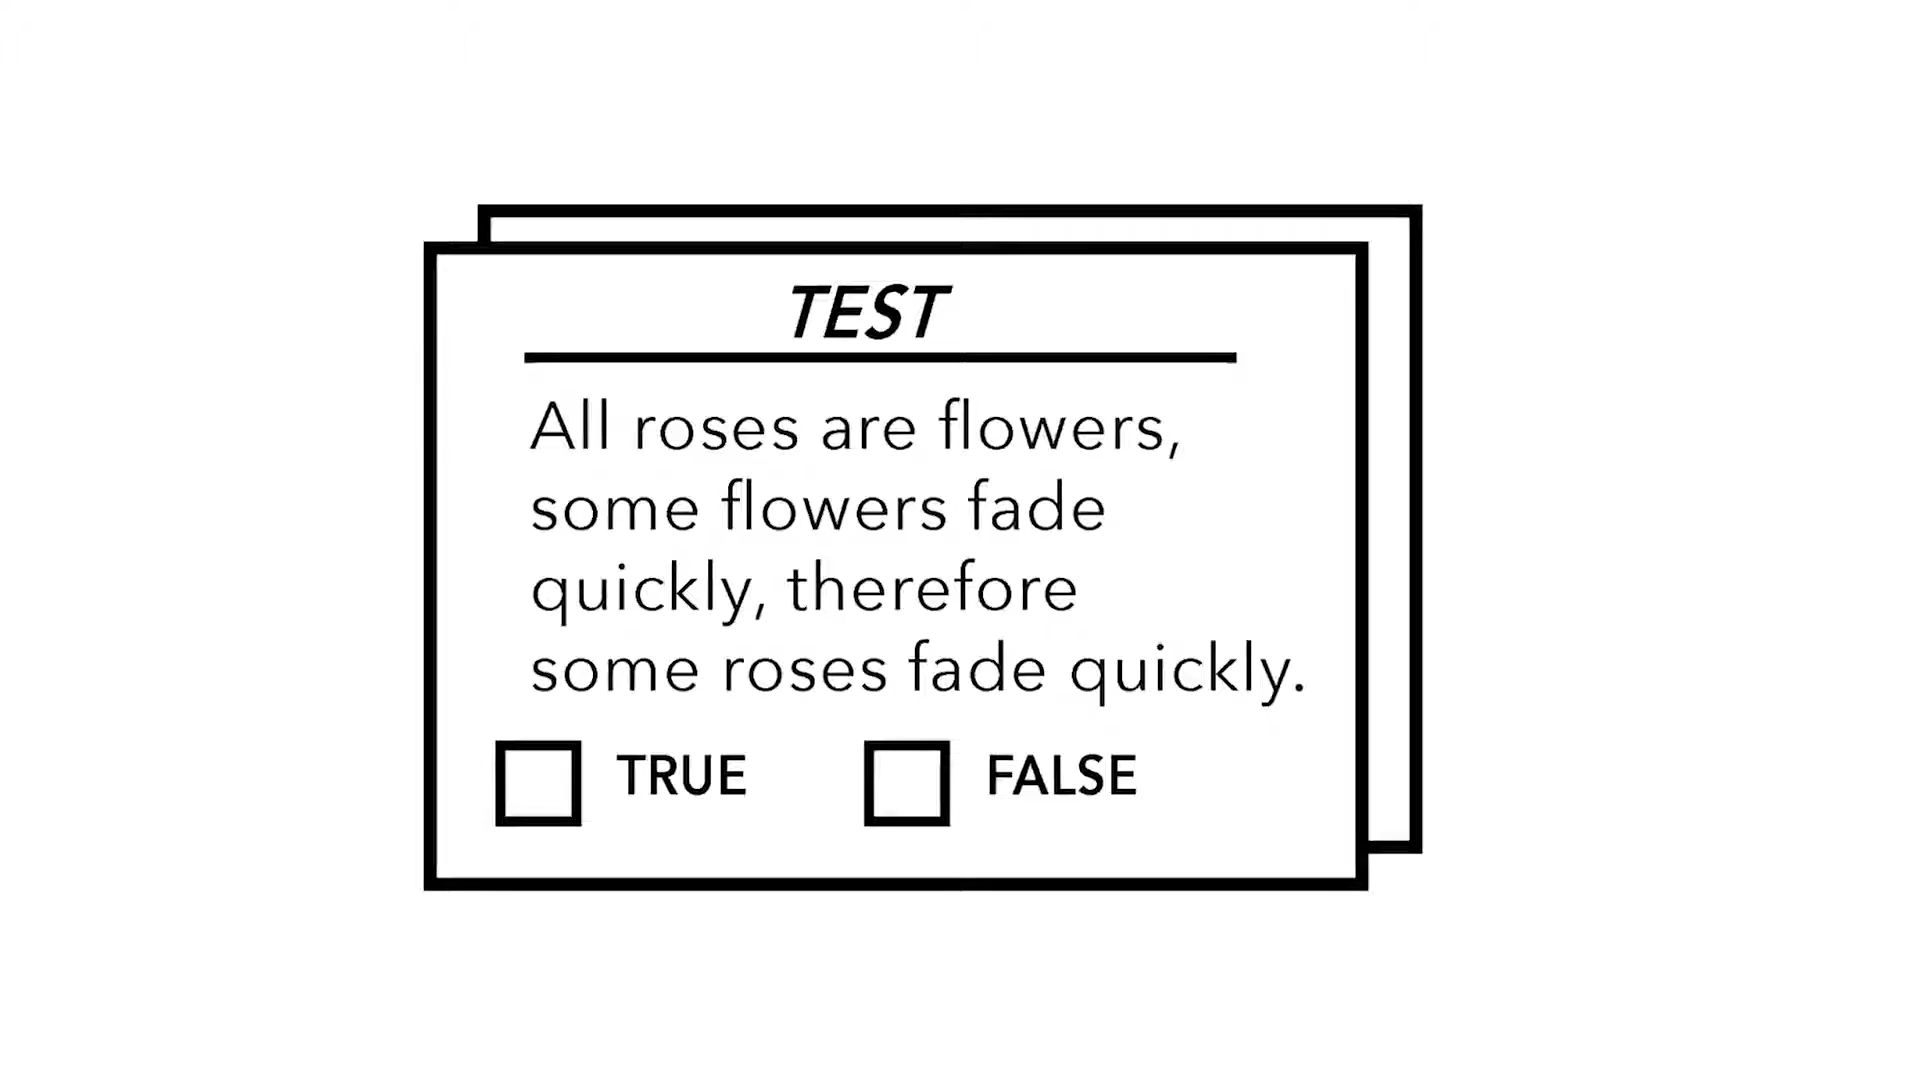 TEST
All roses are flowers,
some flowers fade
quickly, therefore
some roses fade quickly.
TRUE FALSE